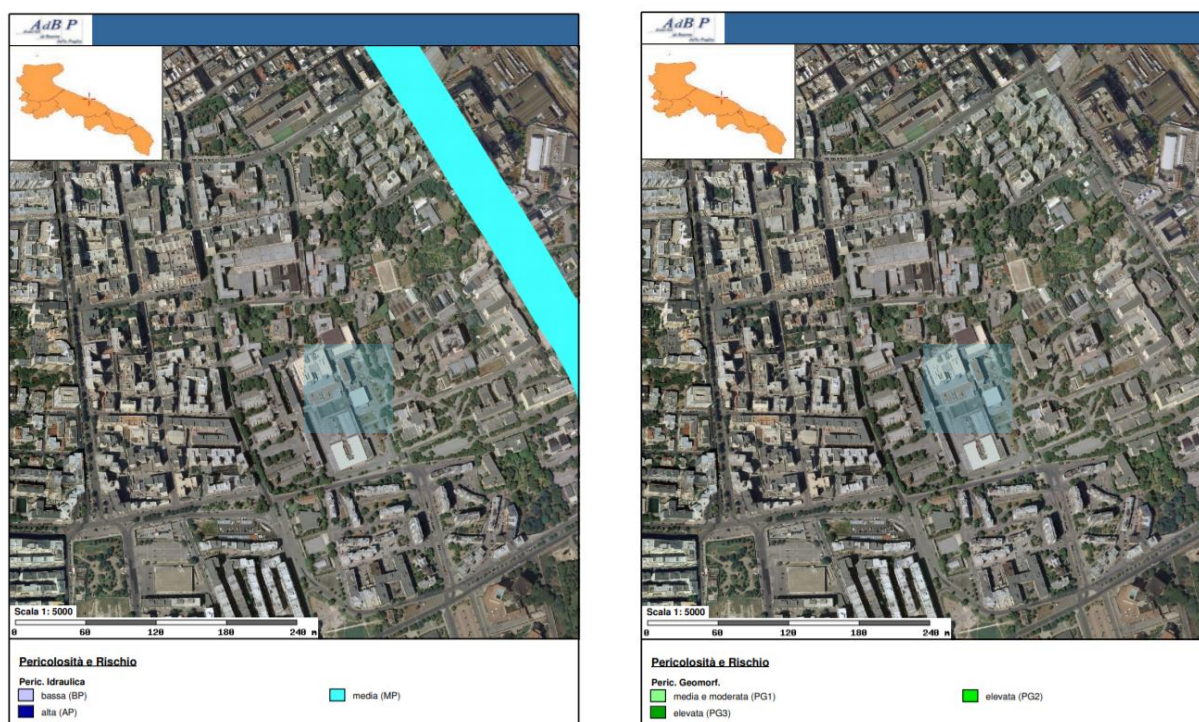 AdB P
Scala 1: 5000
0 60 120 180 240 M
Pericolosità e Rischio
Peric. Idraulica
bassa (BP)
media (MP)
alta (AP)
AdB P
Scala 1: 5000
0 60 120 180 240 M
Pericolosità e Rischio
Peric. Geomorf.
media e moderata (PG1)
elevata (PG2)
elevata (PG3)